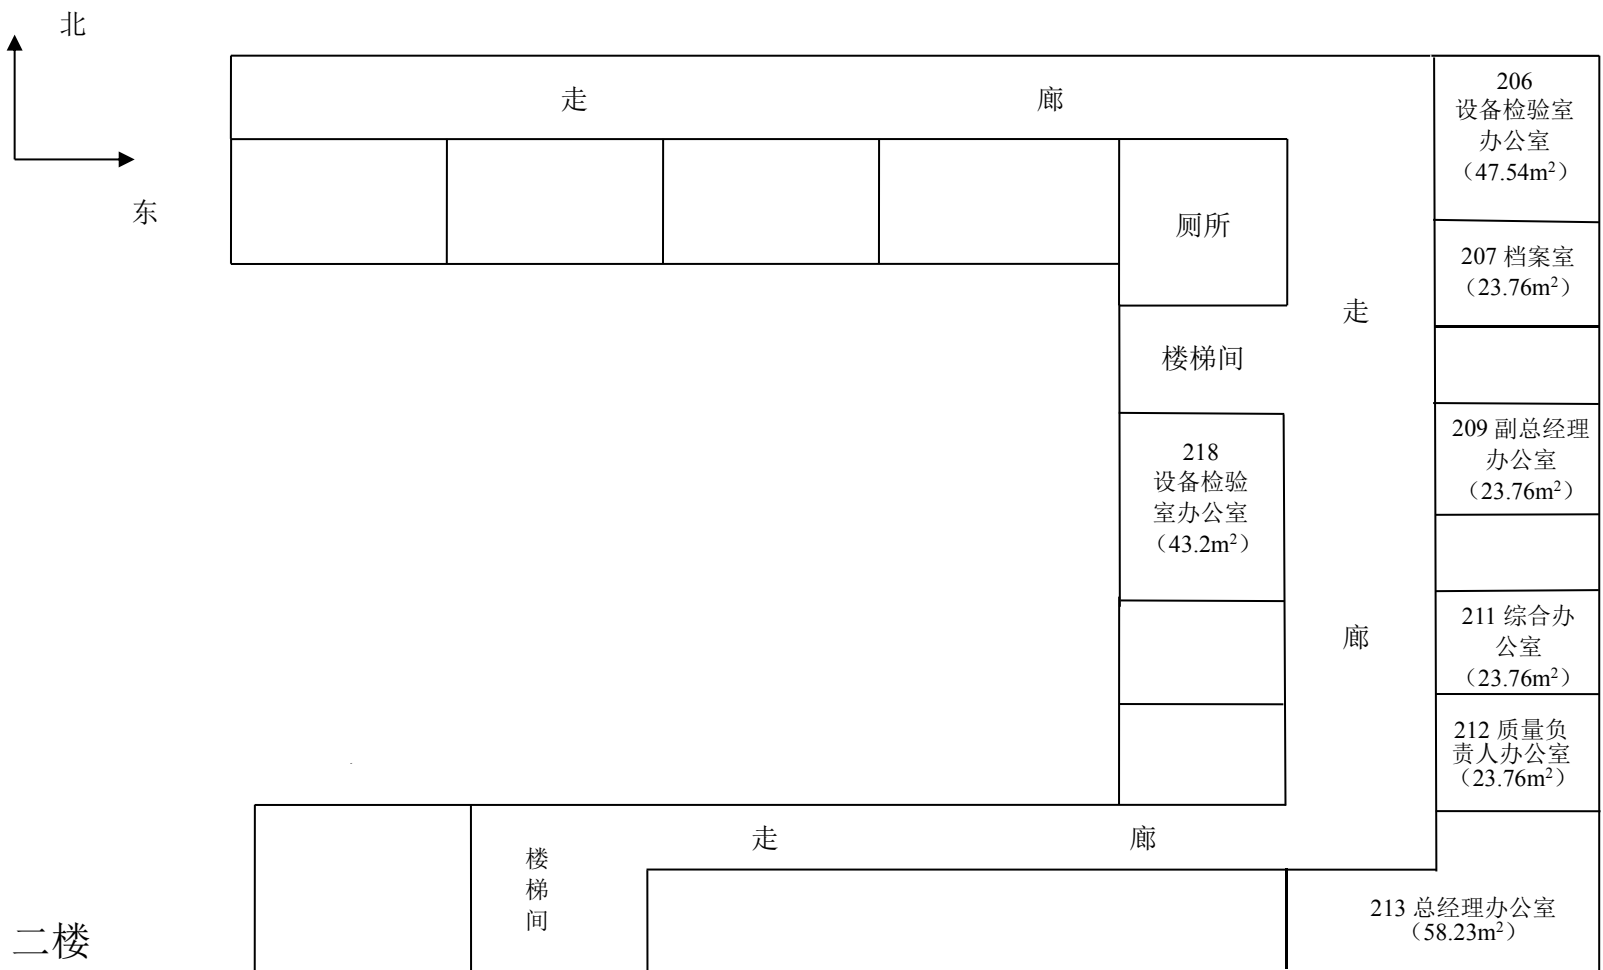 北
东
走 廊
206
设备检验室
办公室
（47.54m²）
厕所
207 档案室
（23.76m²）
走
楼梯间
209 副总经理
办公室
（23.76m²）
218
设备检验
室办公室
（43.2m²）
廊
211 综合办
公室
（23.76m²）
212 质量负
责人办公室
（23.76m²）
走 廊
楼
梯
间
213 总经理办公室
（58.23m²）
二楼